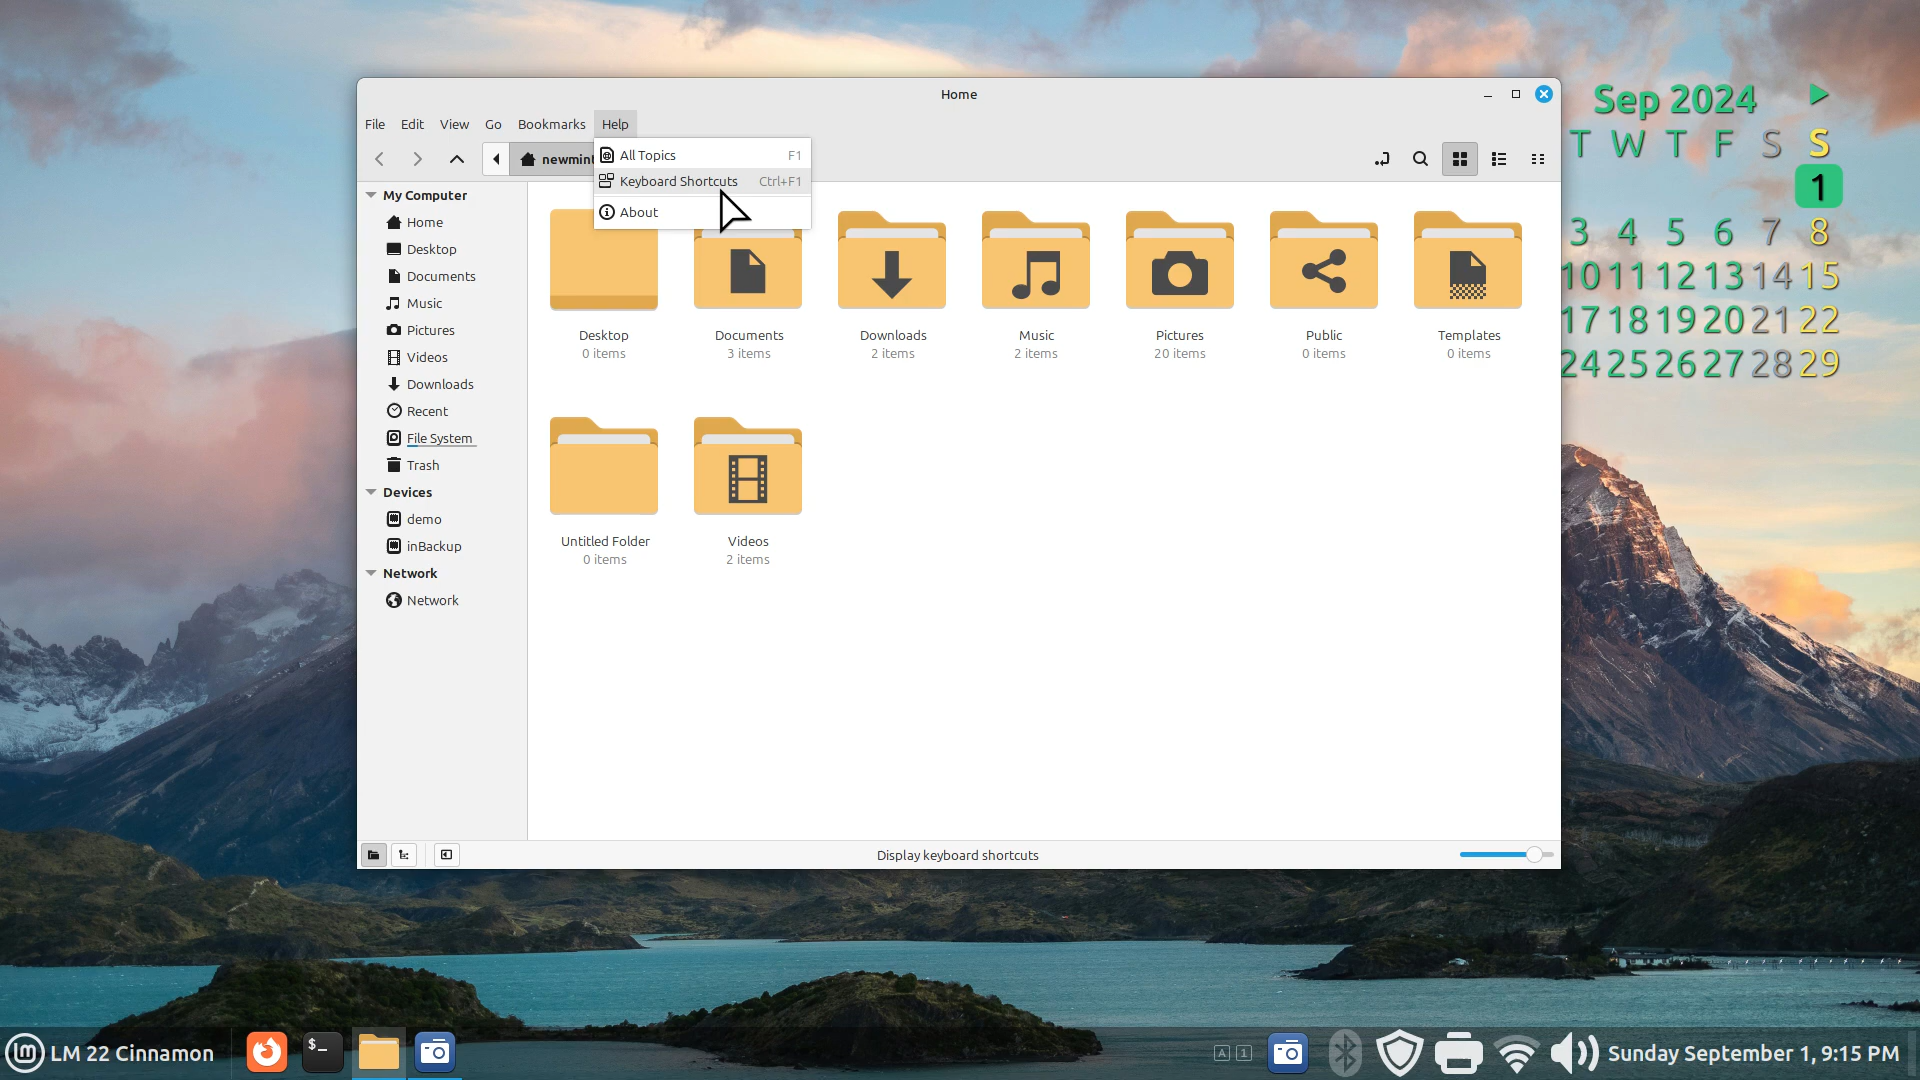 Home
File Edit View Go Bookmarks Help
newmint
All Topics F1
Keyboard Shortcuts Ctrl+F1
About
My Computer
Home
Desktop
Documents
Music
Pictures
Videos
Downloads
Recent
File System
Trash
Devices
demo
inBackup
Network
Network
Desktop
0 items
Documents
3 items
Downloads
2 items
Music
2 items
Pictures
20 items
Public
0 items
Templates
0 items
Untitled Folder
0 items
Videos
2 items
Display keyboard shortcuts
Sep 2024
T W T F S S
1
3 4 5 6 7 8
10 11 12 13 14 15
17 18 19 20 21 22
24 25 26 27 28 29
LM 22 Cinnamon
$_
A 1
Sunday September 1, 9:15 PM